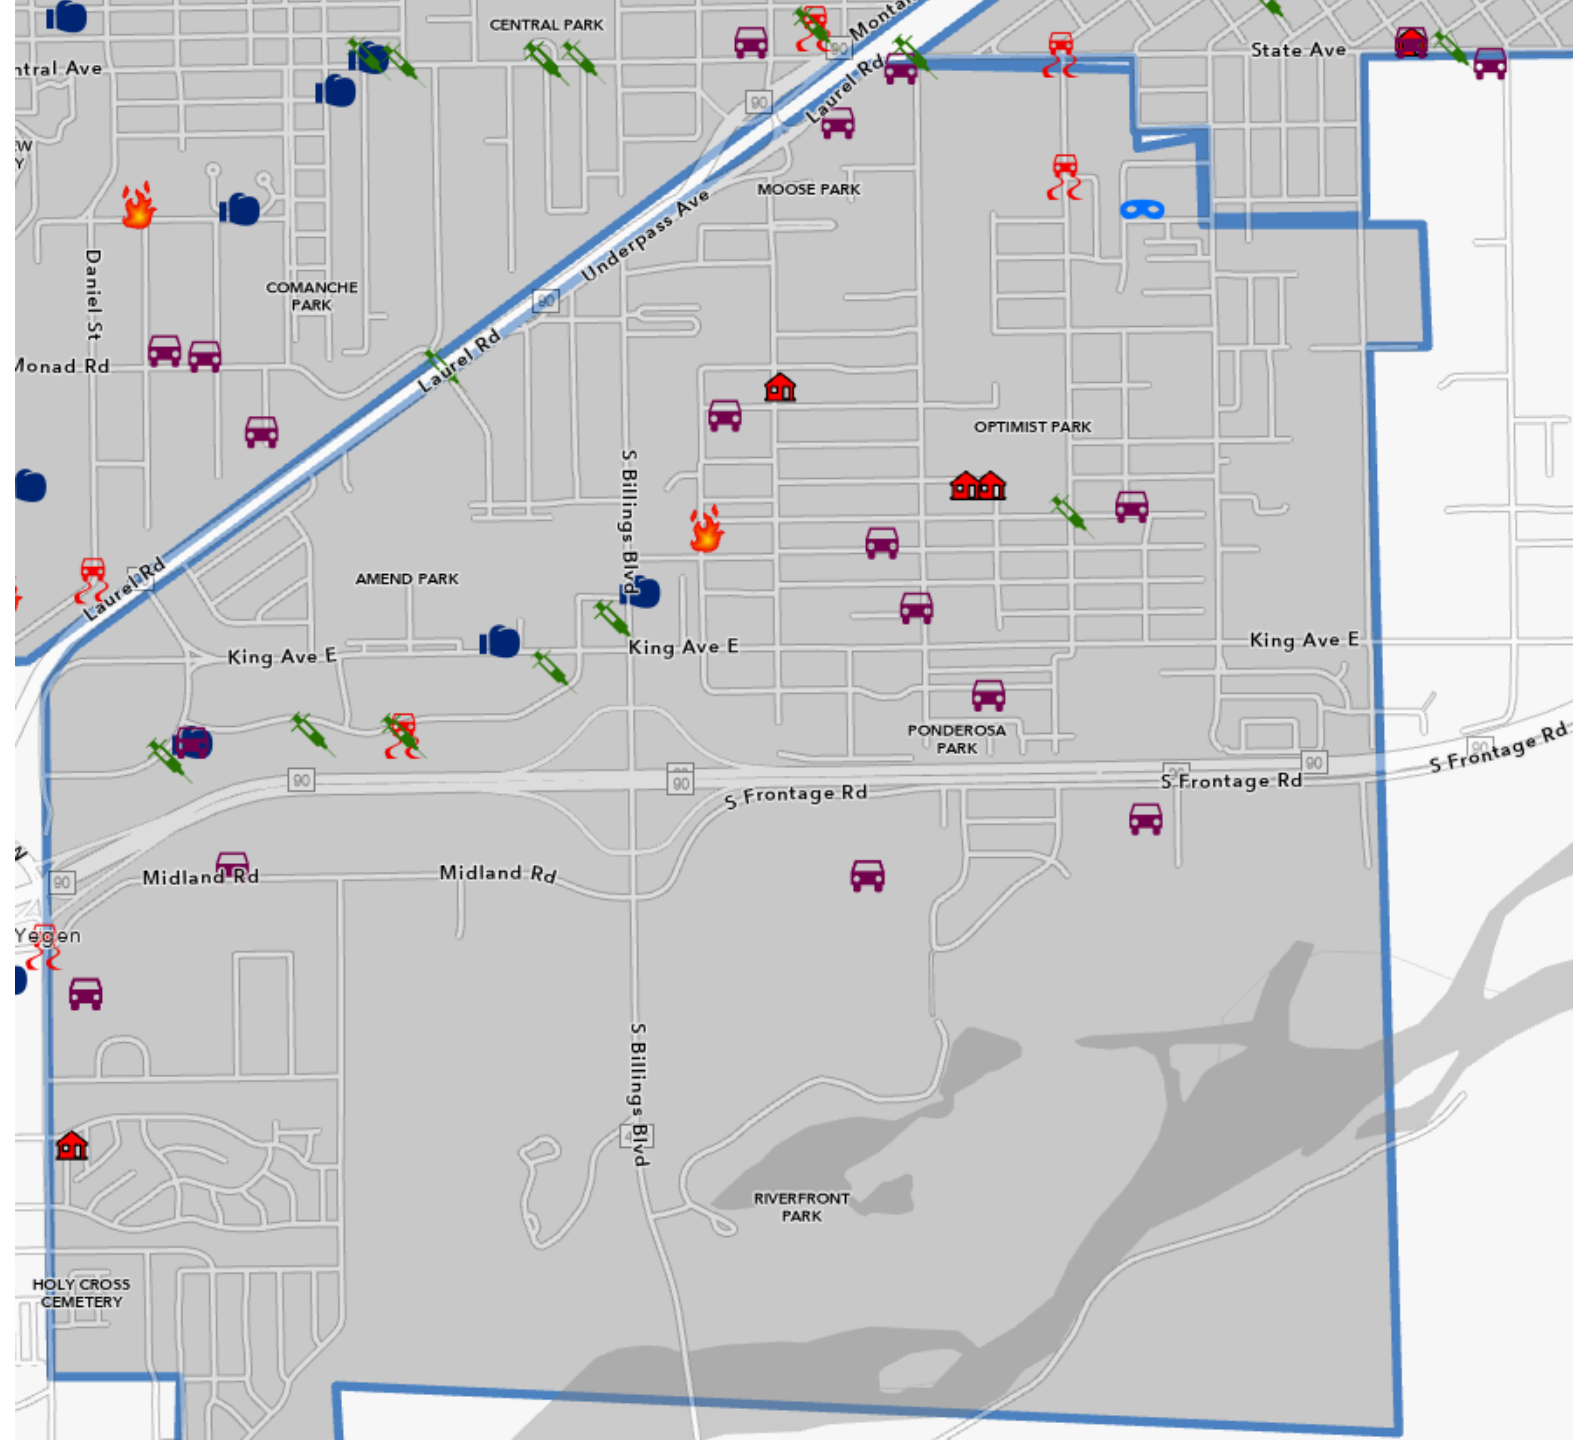 CENTRAL PARK
Laurel Rd
90
90
State Ave
ntral Ave
MOOSE PARK
Underpass Ave
Daniel St
COMANCHE
PARK
90
Monad Rd
Laurel Rd
OPTIMIST PARK
S Billings Blvd
AMEND PARK
Laurel Rd
King Ave E
King Ave E
King Ave E
PONDEROSA
PARK
90
90
90
S Frontage Rd
S Frontage Rd
S Frontage Rd
90
Midland Rd
Midland Rd
90
Yegen
S Billings Blvd
RIVERFRONT
PARK
HOLY CROSS
CEMETERY